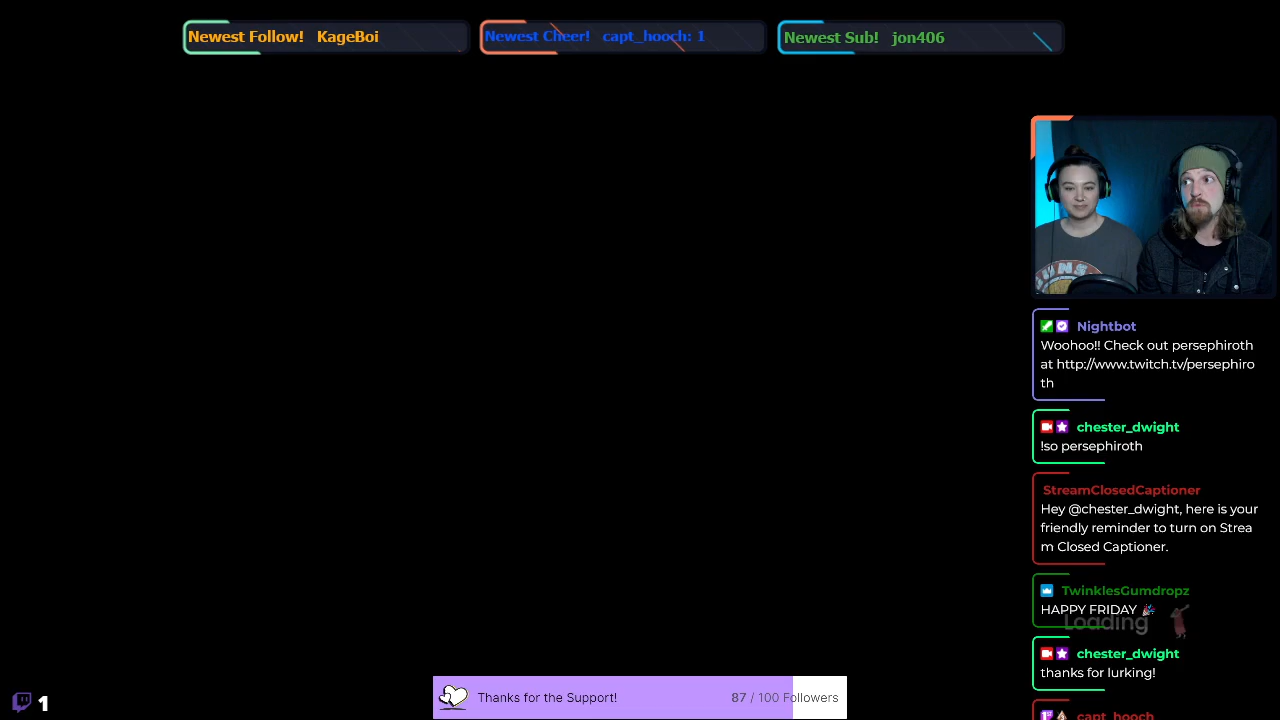 Newest Follow! KageBoi
Newest Cheer! capt_hooch: 1
Newest Sub! jon406
Nightbot
Woohoo!! Check out persephiroth
at http://www.twitch.tv/persephiro
th
chester_dwight
!so persephiroth
StreamClosedCaptioner
Hey @chester_dwight, here is your
friendly reminder to turn on Strea
m Closed Captioner.
TwinklesGumdropz
HAPPY FRIDAY 🎉
Loading
chester_dwight
thanks for lurking!
capt_hooch
Thanks for the Support! 87 / 100 Followers
1